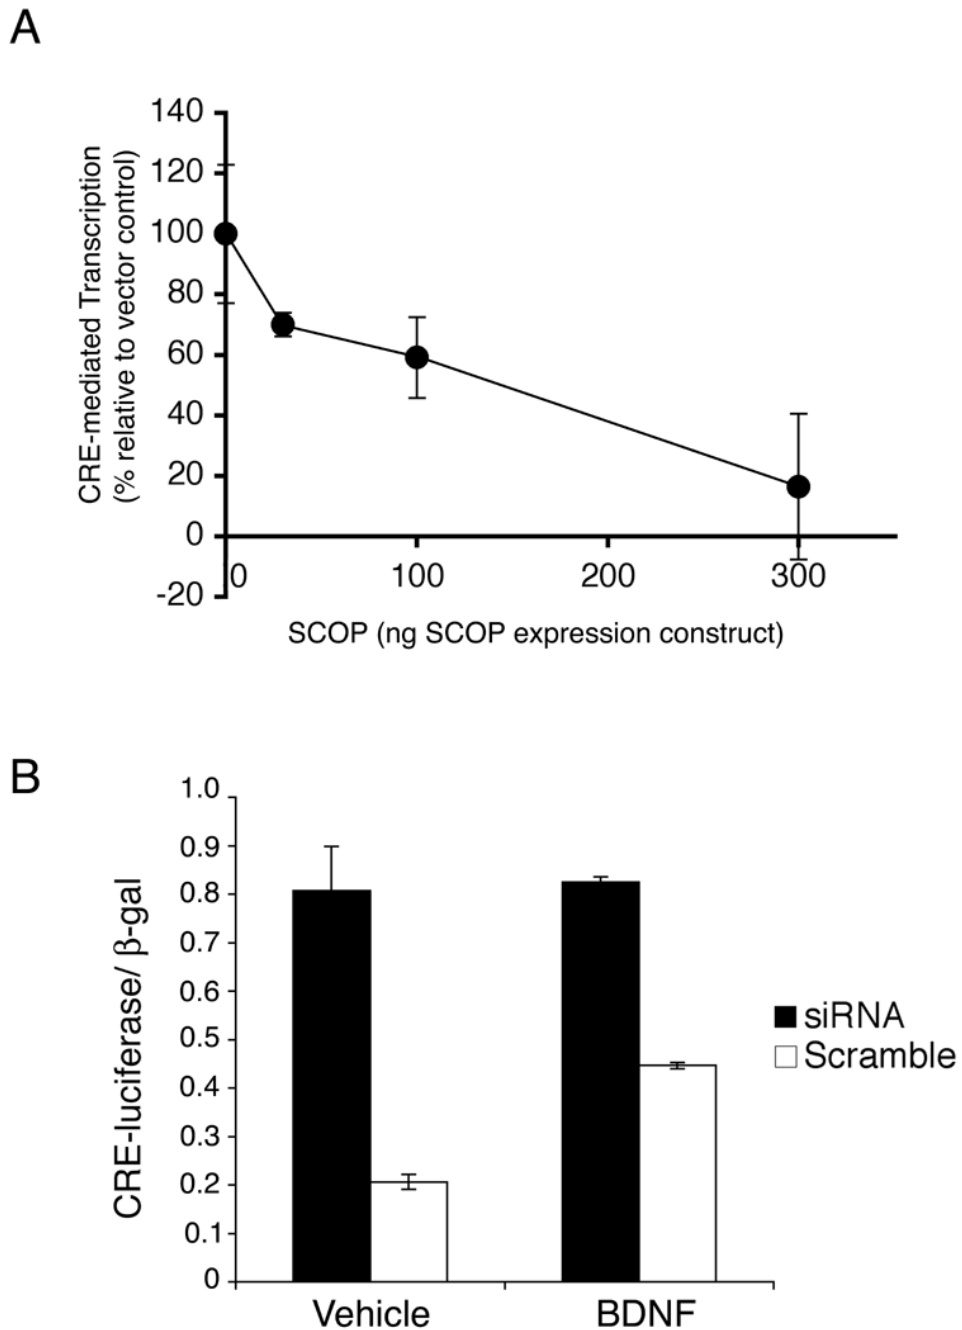 A
140
120
100
80
60
40
20
0
-20
CRE-mediated Transcription
(% relative to vector control)
0 100 200 300
SCOP (ng SCOP expression construct)
B
1.0
0.9
0.8
0.7
0.6
0.5
0.4
0.3
0.2
0.1
0
CRE-luciferase/ β-gal
siRNA
Scramble
Vehicle BDNF